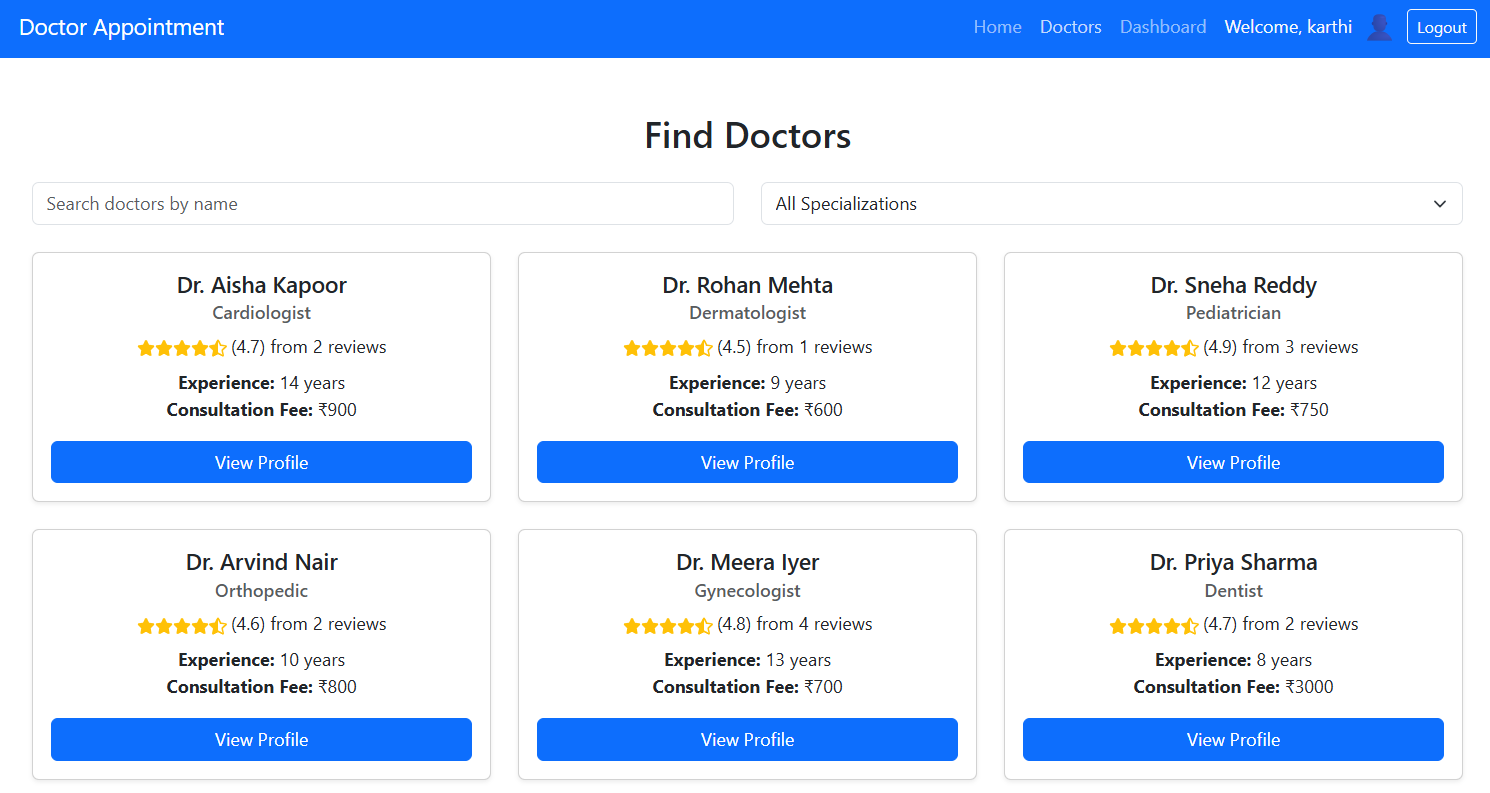 Doctor Appointment
Home Doctors Dashboard Welcome, karthi Logout
Find Doctors
Search doctors by name
All Specializations
Dr. Aisha Kapoor
Cardiologist
(4.7) from 2 reviews
Experience: 14 years
Consultation Fee: ₹900
View Profile
Dr. Rohan Mehta
Dermatologist
(4.5) from 1 reviews
Experience: 9 years
Consultation Fee: ₹600
View Profile
Dr. Sneha Reddy
Pediatrician
(4.9) from 3 reviews
Experience: 12 years
Consultation Fee: ₹750
View Profile
Dr. Arvind Nair
Orthopedic
(4.6) from 2 reviews
Experience: 10 years
Consultation Fee: ₹800
View Profile
Dr. Meera Iyer
Gynecologist
(4.8) from 4 reviews
Experience: 13 years
Consultation Fee: ₹700
View Profile
Dr. Priya Sharma
Dentist
(4.7) from 2 reviews
Experience: 8 years
Consultation Fee: ₹3000
View Profile